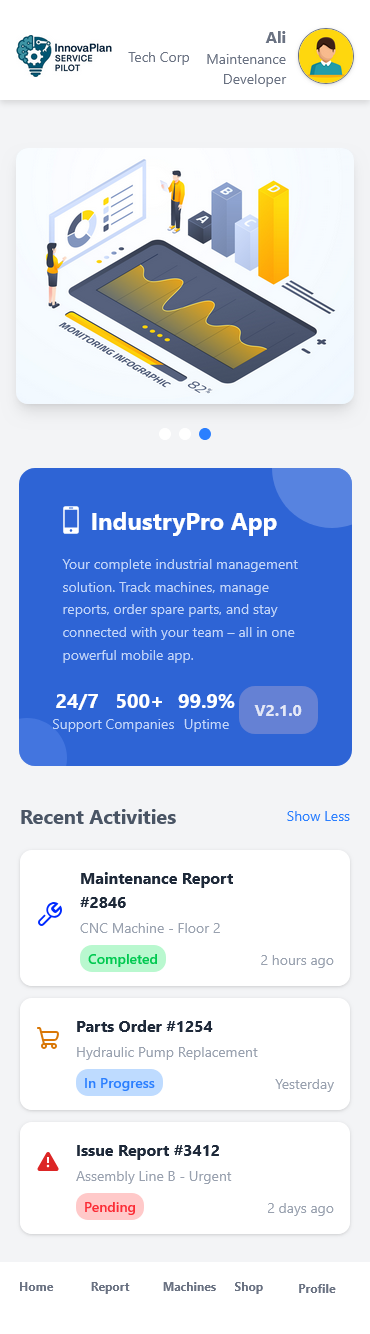 InnovaPlan
SERVICE
PILOT
Tech Corp
Ali
Maintenance
Developer
A
B
C
D
MONITORING INFOGRAPHIC
82%
IndustryPro App
Your complete industrial management
solution. Track machines, manage
reports, order spare parts, and stay
connected with your team – all in one
powerful mobile app.
24/7 500+ 99.9%
Support Companies Uptime
V2.1.0
Recent Activities
Show Less
Maintenance Report
#2846
CNC Machine - Floor 2
Completed
2 hours ago
Parts Order #1254
Hydraulic Pump Replacement
In Progress
Yesterday
Issue Report #3412
Assembly Line B - Urgent
Pending
2 days ago
Home Report Machines Shop Profile